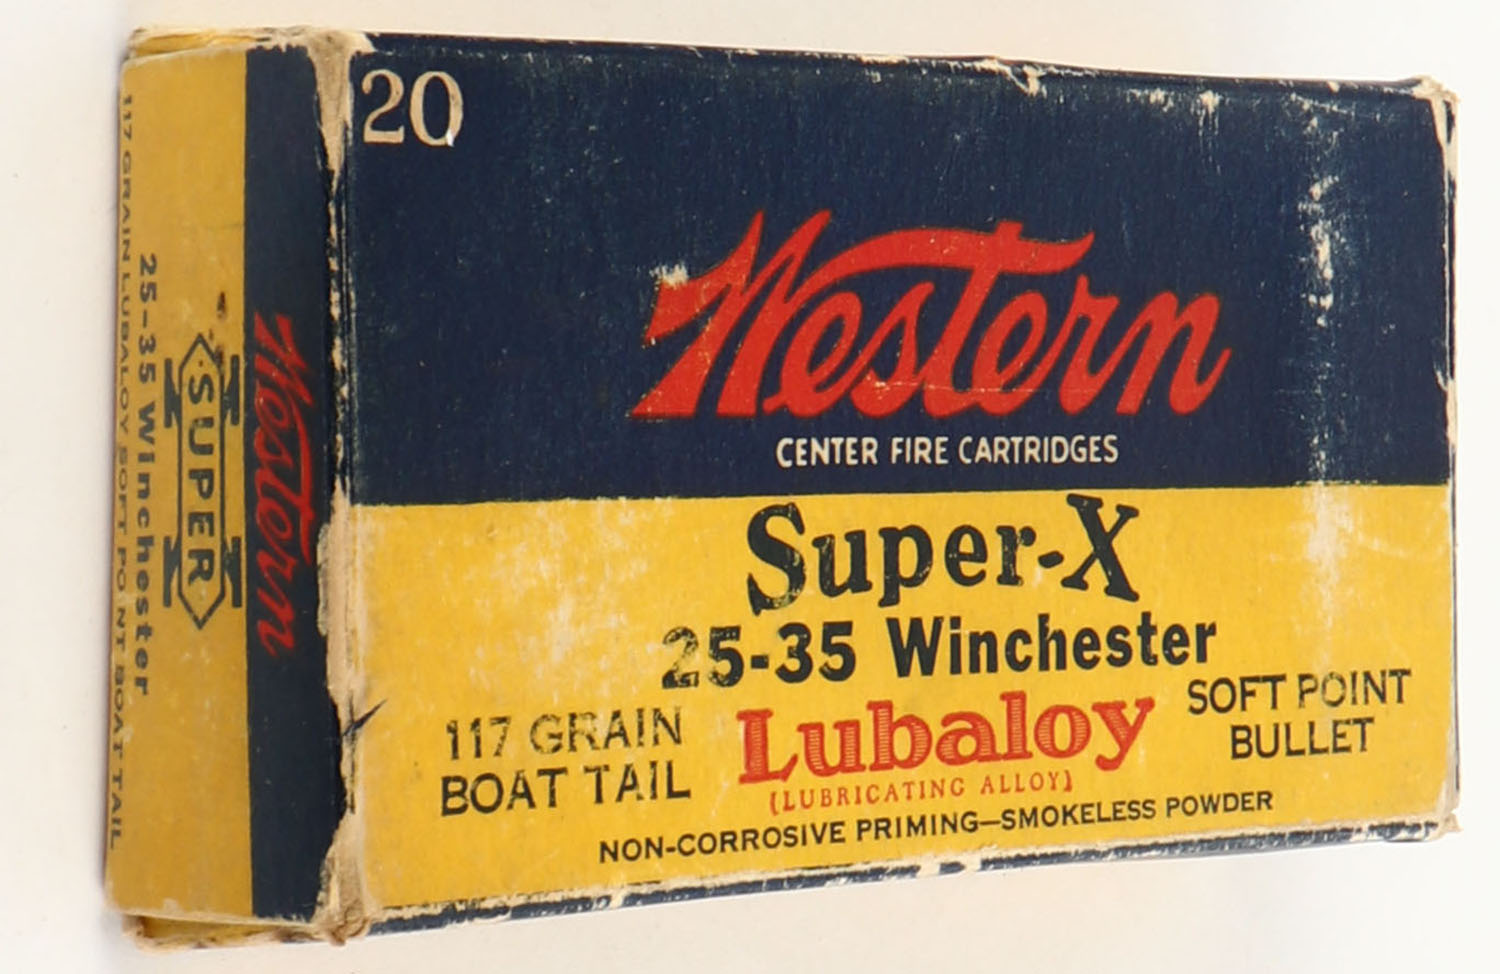 20
Western
CENTER FIRE CARTRIDGES
Super-X
25-35 Winchester
117 GRAIN
BOAT TAIL
Lubaloy
(LUBRICATING ALLOY)
SOFT POINT
BULLET
NON-CORROSIVE PRIMING—SMOKELESS POWDER
Western
SUPER
X
25-35 Winchester
117 GRAIN LUBALOY SOFT POINT BOAT TAIL